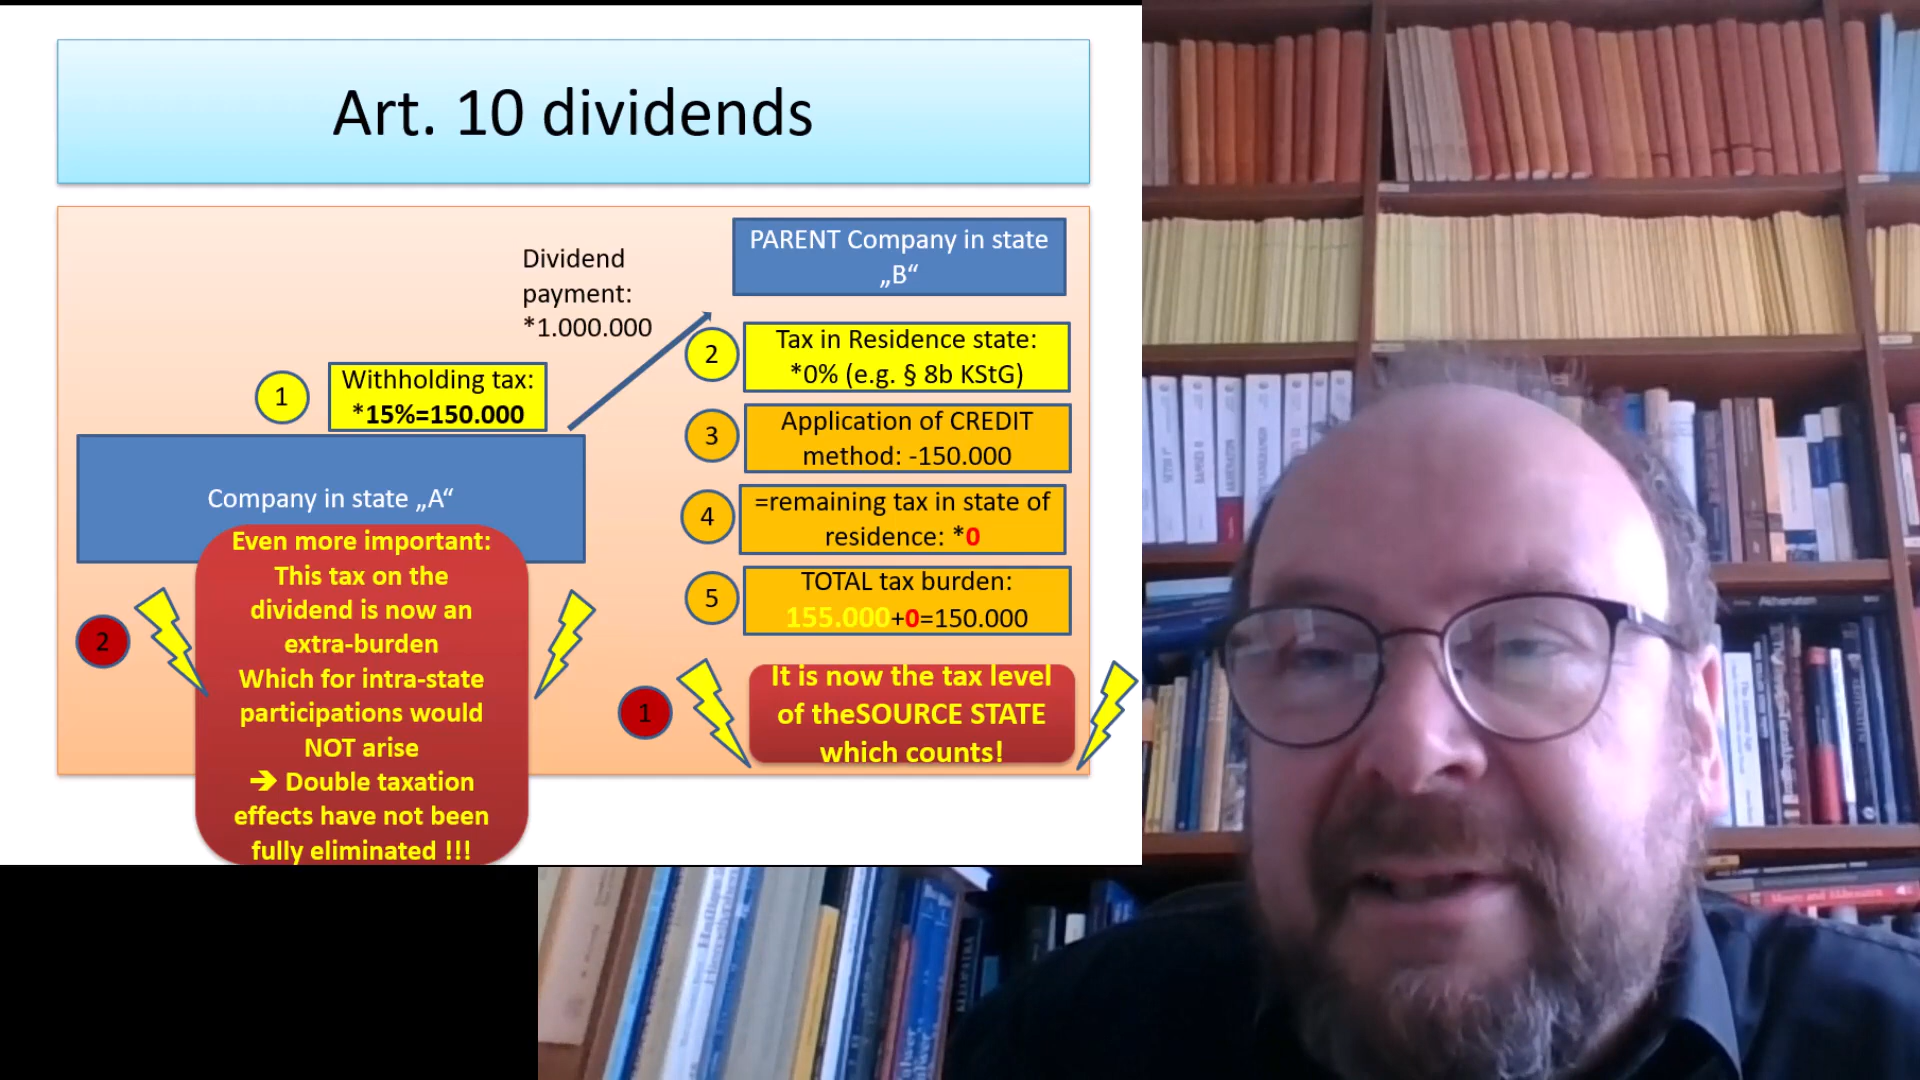 Art. 10 dividends
PARENT Company in state
„B“
Dividend
payment:
*1.000.000
2
Tax in Residence state:
*0% (e.g. § 8b KStG)
1
Withholding tax:
*15%=150.000
3
Application of CREDIT
method: -150.000
Company in state „A“
4
=remaining tax in state of
residence: *0
5
TOTAL tax burden:
155.000+0=150.000
2
Even more important:
This tax on the
dividend is now an
extra-burden
Which for intra-state
participations would
NOT arise
➔ Double taxation
effects have not been
fully eliminated !!!
1
It is now the tax level
of theSOURCE STATE
which counts!
KLEOPATRA
Akhenaten